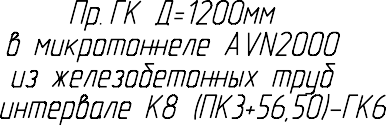 Пр. ГК Д=1200мм
в микротоннеле AVN2000
из железобетонных труб
интервале К8 (ПК3+56,50)-ГК6